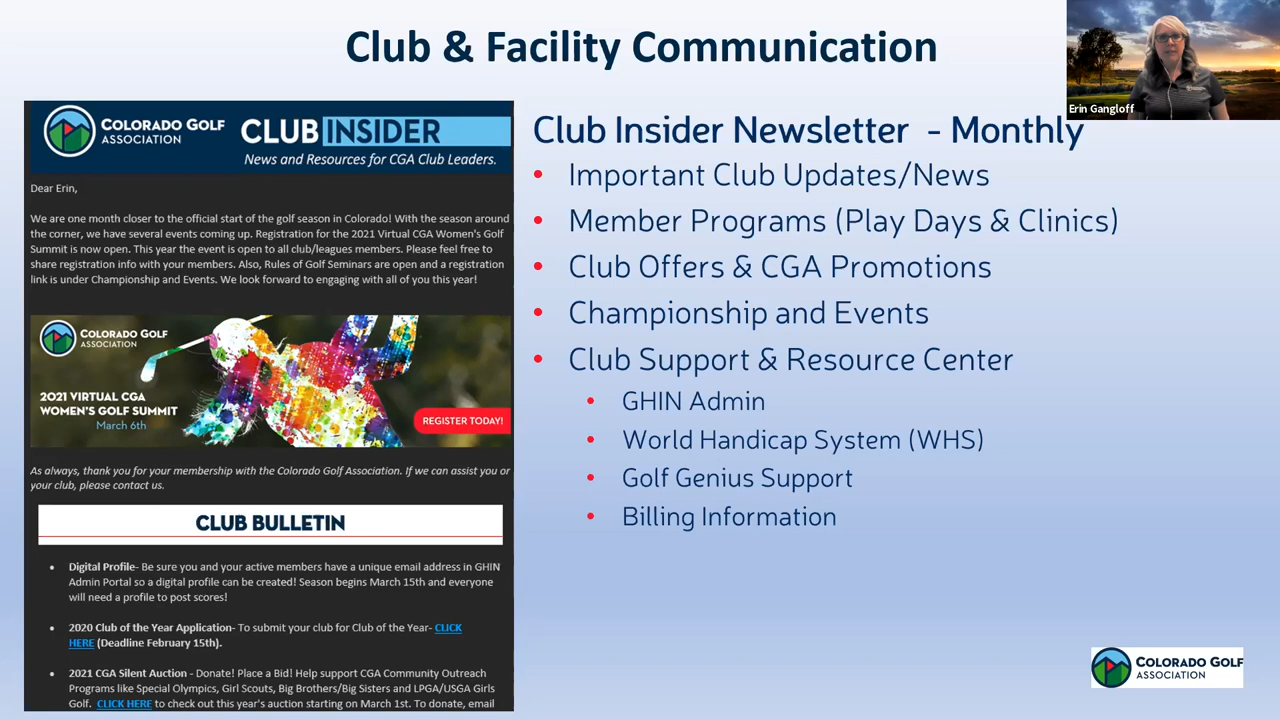 Club & Facility Communication
Erin Gangloff
COLORADO GOLF
ASSOCIATION
CLUB INSIDER
News and Resources for CGA Club Leaders.
Dear Erin,
We are one month closer to the official start of the golf season in Colorado! With the season around
the corner, we have several events coming up. Registration for the 2021 Virtual CGA Women's Golf
Summit is now open. This year the event is open to all club/leagues members. Please feel free to
share registration info with your members. Also, Rules of Golf Seminars are open and a registration
link is under Championship and Events. We look forward to engaging with all of you this year!
COLORADO GOLF
ASSOCIATION
2021 VIRTUAL CGA
WOMEN'S GOLF SUMMIT
March 6th
REGISTER TODAY!
As always, thank you for your membership with the Colorado Golf Association. If we can assist you or
your club, please contact us.
CLUB BULLETIN
• Digital Profile- Be sure you and your active members have a unique email address in GHIN
Admin Portal so a digital profile can be created! Season begins March 15th and everyone
will need a profile to post scores!
• 2020 Club of the Year Application- To submit your club for Club of the Year- CLICK
HERE (Deadline February 15th).
• 2021 CGA Silent Auction - Donate! Place a Bid! Help support CGA Community Outreach
Programs like Special Olympics, Girl Scouts, Big Brothers/Big Sisters and LPGA/USGA Girls
Golf. CLICK HERE to check out this year's auction starting on March 1st. To donate, email
Club Insider Newsletter - Monthly
• Important Club Updates/News
• Member Programs (Play Days & Clinics)
• Club Offers & CGA Promotions
• Championship and Events
• Club Support & Resource Center
• GHIN Admin
• World Handicap System (WHS)
• Golf Genius Support
• Billing Information
COLORADO GOLF
ASSOCIATION